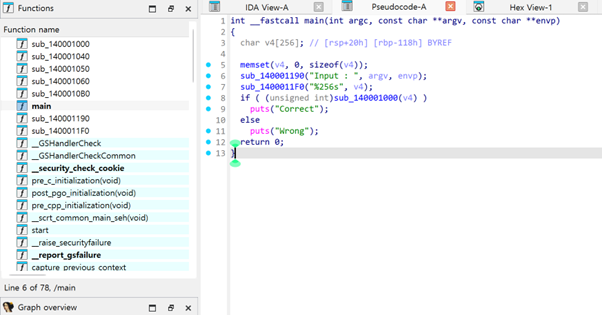 Functions
Function name
sub_140001000
sub_140001040
sub_140001050
sub_140001060
sub_1400010B0
main
sub_140001190
sub_1400011F0
__GSHandlerCheck
__GSHandlerCheckCommon
__security_check_cookie
pre_c_initialization(void)
post_pgo_initialization(void)
pre_cpp_initialization(void)
__scrt_common_main_seh(void)
start
__raise_securityfailure
__report_gsfailure
capture_previous_context
Line 6 of 78, /main
Graph overview
IDA View-A
Pseudocode-A
Hex View-1
1 int __fastcall main(int argc, const char **argv, const char **envp)
2 {
3 char v4[256]; // [rsp+20h] [rbp-118h] BYREF
4
5 memset(v4, 0, sizeof(v4));
6 sub_140001190("Input : ", argv, envp);
7 sub_1400011F0("%256s", v4);
8 if ( (unsigned int)sub_140001000(v4) )
9 puts("Correct");
10 else
11 puts("Wrong");
12 return 0;
13 }